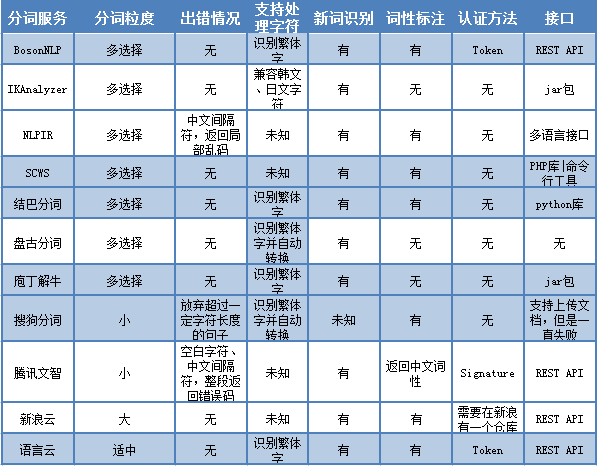 分词服务 分词粒度 出错情况 支持处理字符 新词识别 词性标注 认证方法 接口
BosonNLP 多选择 无 识别繁体字 有 有 Token REST API
IKAnalyzer 多选择 无 兼容韩文、日文字符 有 无 无 jar包
NLPIR 多选择 中文间隔符，返回局部乱码 未知 有 有 无 多语言接口
SCWS 多选择 无 未知 有 有 无 PHP库|命令行工具
结巴分词 多选择 无 识别繁体字 有 有 无 python库
盘古分词 多选择 无 识别繁体字并自动转换 有 无 无 无
庖丁解牛 多选择 无 识别繁体字 有 无 无 jar包
搜狗分词 小 放弃超过一定字符长度的句子 识别繁体字并自动转换 未知 有 无 支持上传文档，但是一直失败
腾讯文智 小 空白字符、中文间隔符，整段返回错误码 未知 有 返回中文词性 Signature REST API
新浪云 大 无 未知 有 有 需要在新浪有一个仓库 REST API
语言云 适中 无 识别繁体字 有 有 Token REST API